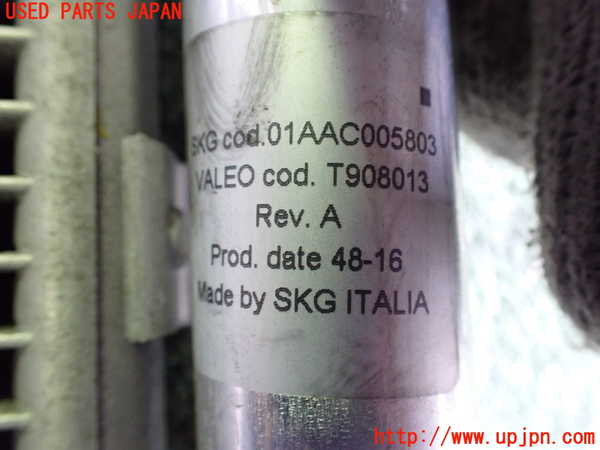 USED PARTS JAPAN
SKG cod.01AAC005803
VALEO cod. T908013
Rev. A
Prod. date 48-16
Made by SKG ITALIA
http://www.upjpn.com